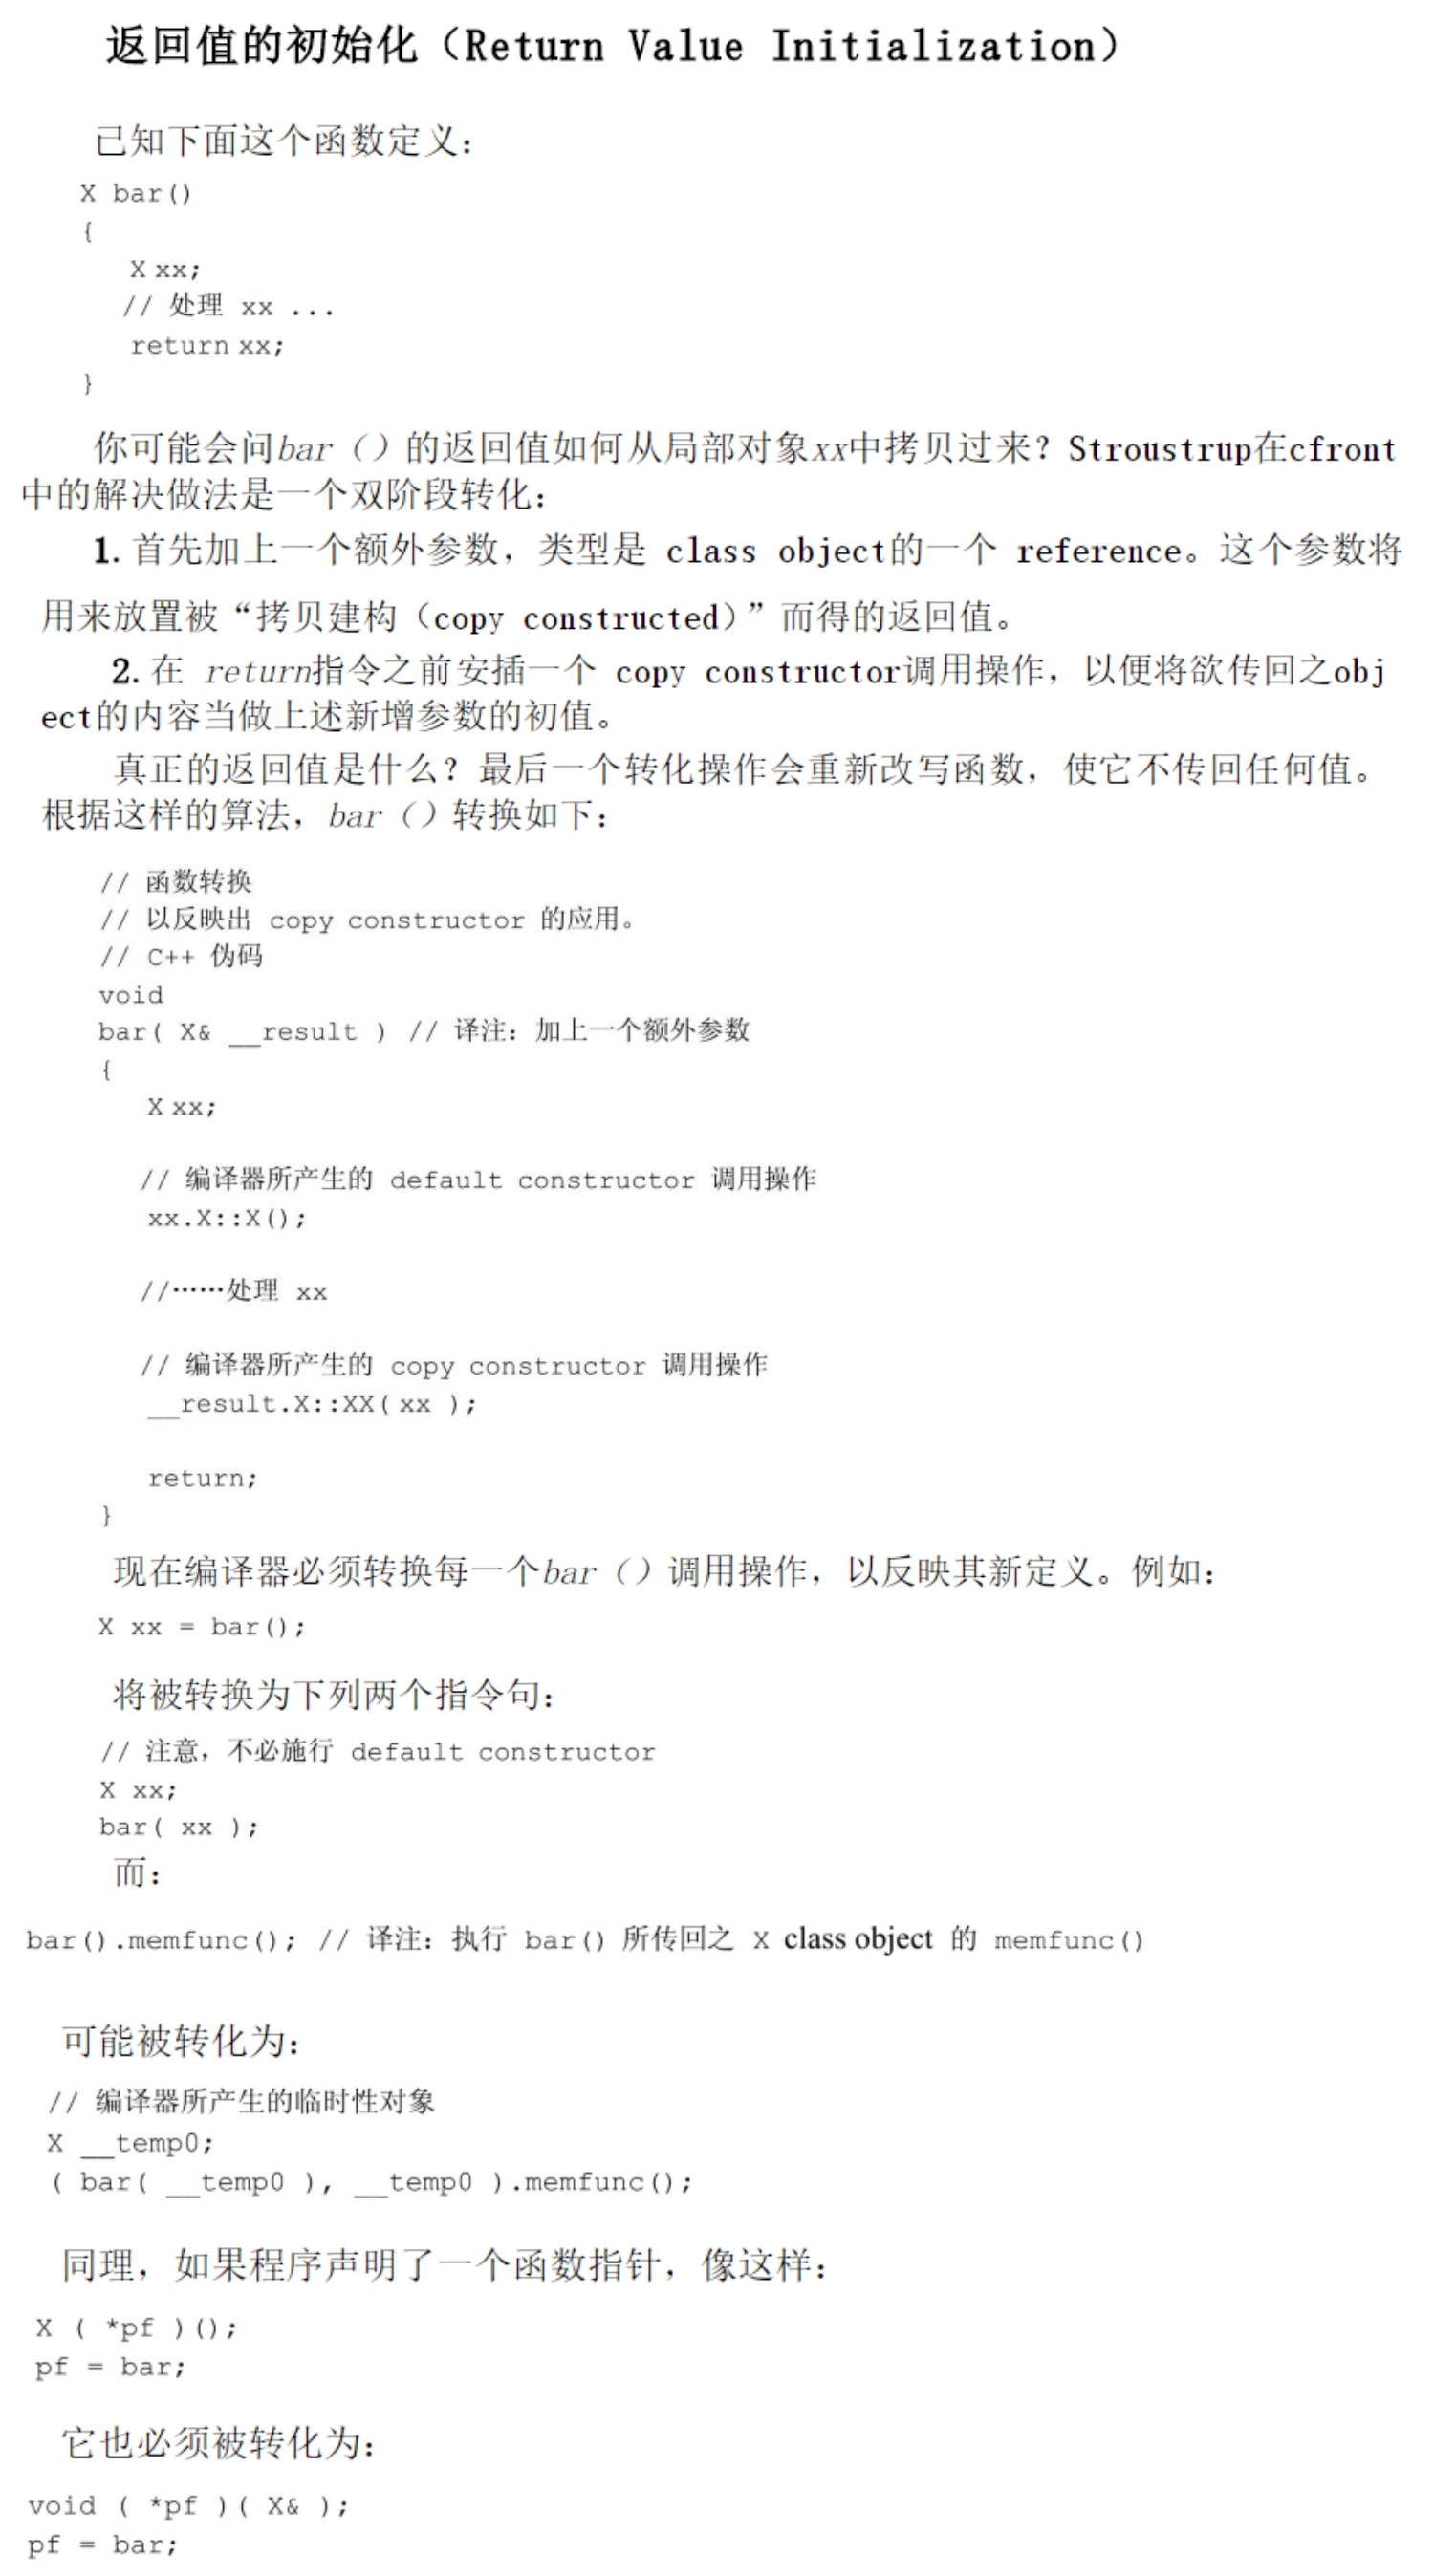 返回值的初始化（Return Value Initialization）
已知下面这个函数定义：
X bar()
{
X xx;
// 处理 xx ...
return xx;
}
你可能会问bar（）的返回值如何从局部对象xx中拷贝过来？Stroustrup在cfront
中的解决做法是一个双阶段转化：
1. 首先加上一个额外参数，类型是 class object的一个 reference。这个参数将
用来放置被“拷贝建构（copy constructed）”而得的返回值。
2. 在 return指令之前安插一个 copy constructor调用操作，以便将欲传回之obj
ect的内容当做上述新增参数的初值。
真正的返回值是什么？最后一个转化操作会重新改写函数，使它不传回任何值。
根据这样的算法，bar（）转换如下：
// 函数转换
// 以反映出 copy constructor 的应用。
// C++ 伪码
void
bar( X& __result ) // 译注：加上一个额外参数
{
X xx;
// 编译器所产生的 default constructor 调用操作
xx.X::X();
//……处理 xx
// 编译器所产生的 copy constructor 调用操作
__result.X::XX( xx );
return;
}
现在编译器必须转换每一个bar（）调用操作，以反映其新定义。例如：
X xx = bar();
将被转换为下列两个指令句：
// 注意，不必施行 default constructor
X xx;
bar( xx );
而：
bar().memfunc(); // 译注：执行 bar() 所传回之 X class object 的 memfunc()
可能被转化为：
// 编译器所产生的临时性对象
X __temp0;
( bar( __temp0 ), __temp0 ).memfunc();
同理，如果程序声明了一个函数指针，像这样：
X ( *pf )();
pf = bar;
它也必须被转化为：
void ( *pf )( X& );
pf = bar;